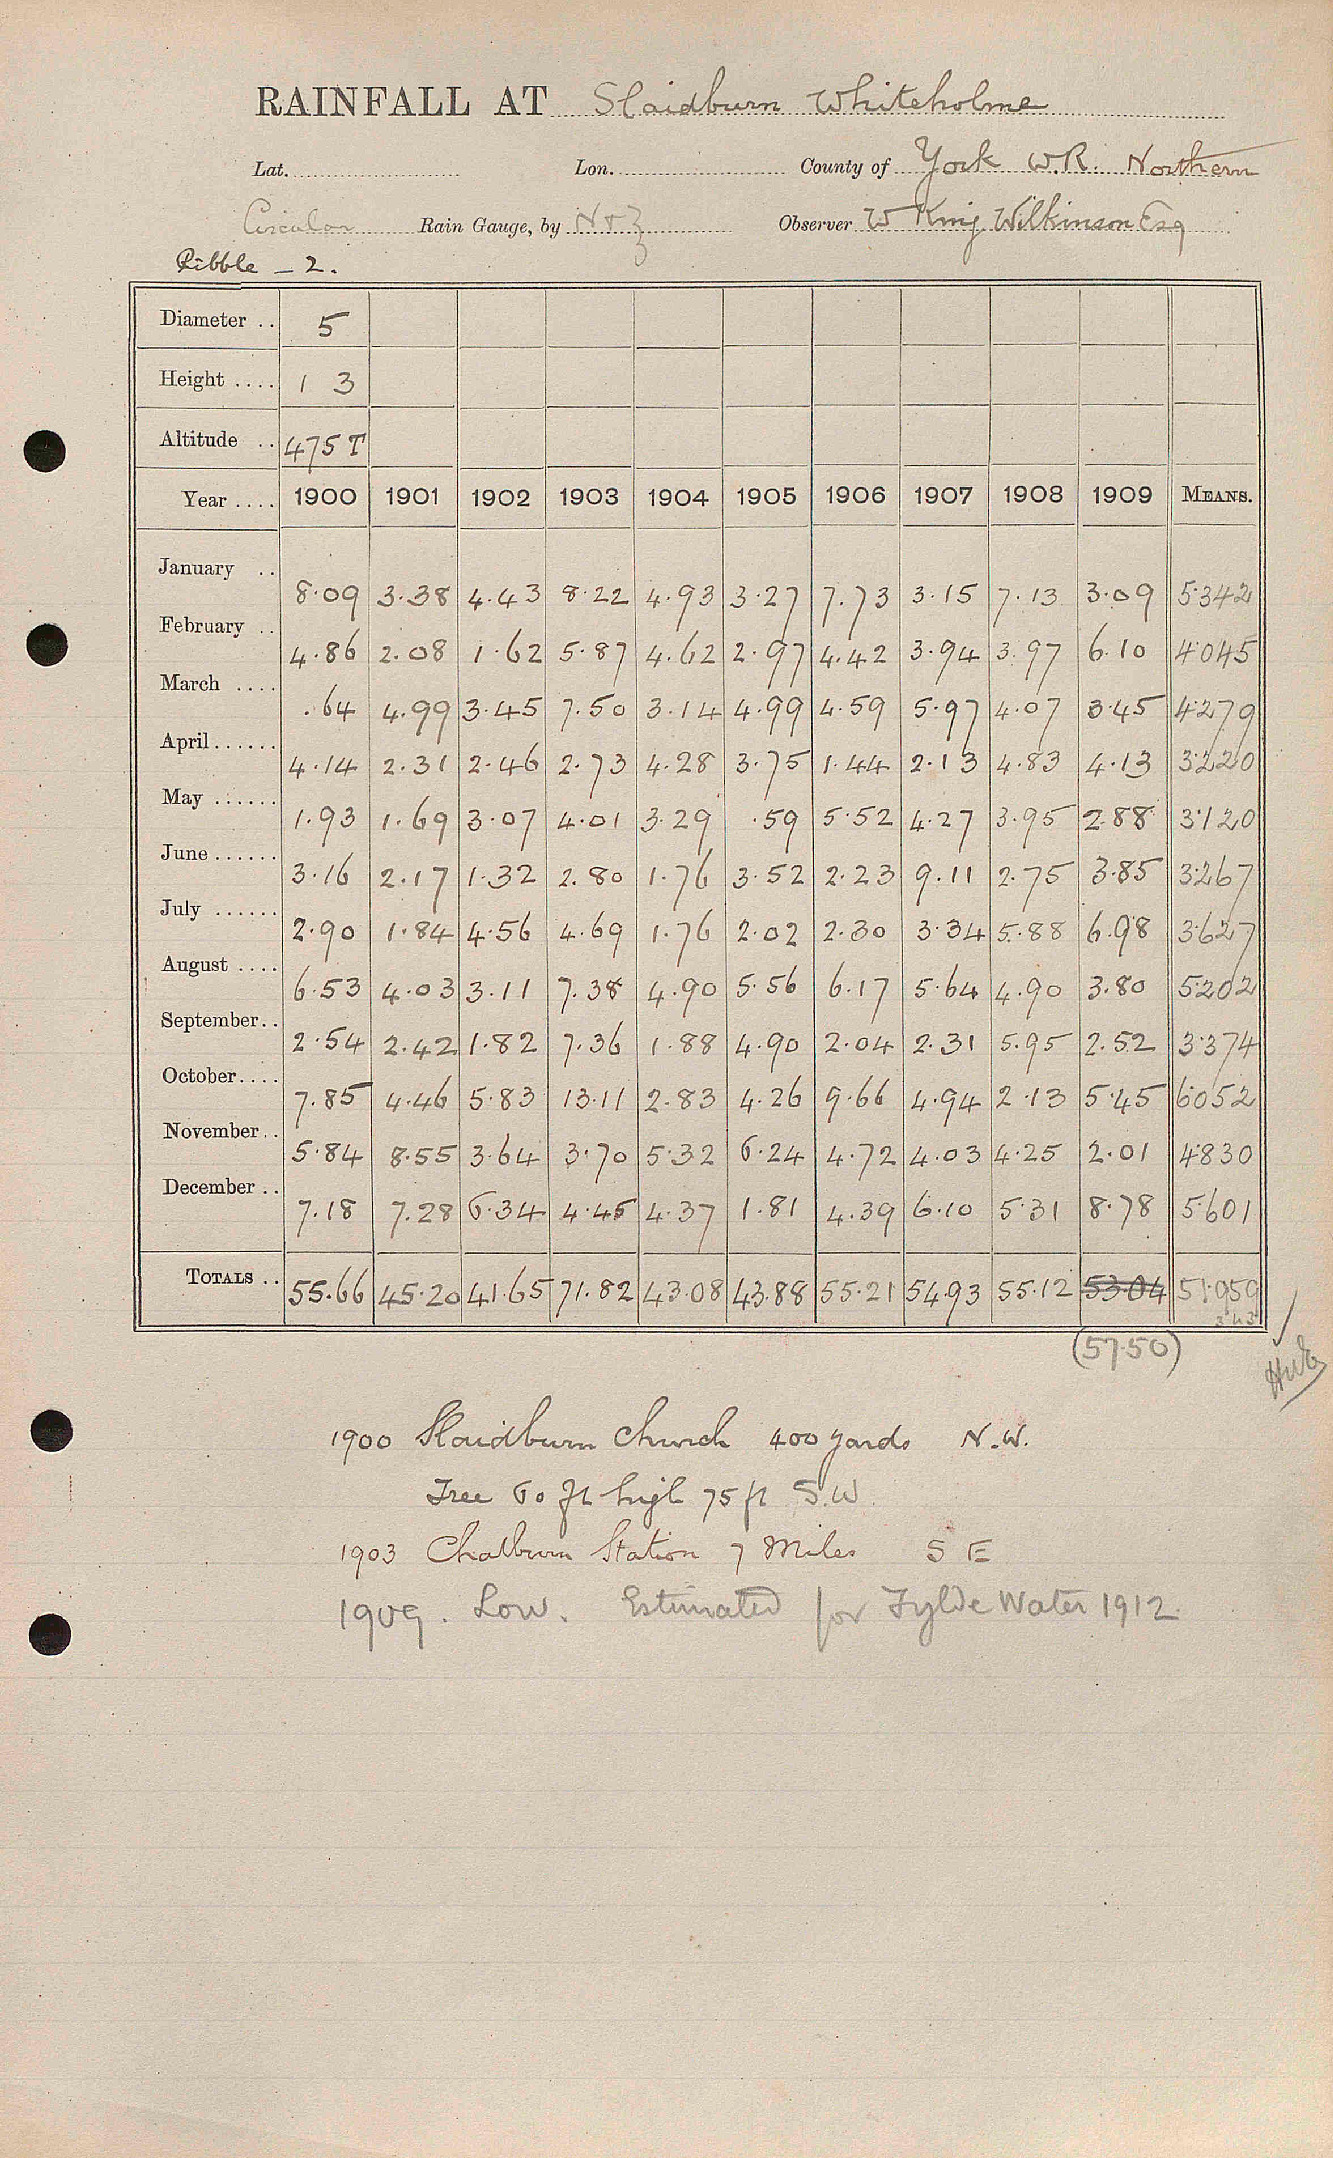 RAINFALL AT Slaidburn Whiteholme
Lat. Lon. County of York W.R. Northern
Circular Rain Gauge, by N & Z Observer W King Wilkinson Esq
Ribble - 2.
Diameter .. 5
Height .... 1 3
Altitude .. 475 T
Year .... 1900 1901 1902 1903 1904 1905 1906 1907 1908 1909 MEANS.
January .. 8.09 3.38 4.43 8.22 4.93 3.27 7.73 3.15 7.13 3.09 5.342
February .. 4.86 2.08 1.62 5.87 4.62 2.97 4.42 3.94 3.97 6.10 4.045
March .... .64 4.99 3.45 7.50 3.14 4.99 4.59 5.97 4.07 3.45 4.279
April...... 4.14 2.31 2.46 2.73 4.28 3.75 1.44 2.13 4.83 4.13 3.220
May ...... 1.93 1.69 3.07 4.01 3.29 .59 5.52 4.27 3.95 2.88 3.120
June ...... 3.16 2.17 1.32 2.80 1.76 3.52 2.23 9.11 2.75 3.85 3.267
July ...... 2.90 1.84 4.56 4.69 1.76 2.02 2.30 3.34 5.88 6.98 3.627
August .... 6.53 4.03 3.11 7.38 4.90 5.56 6.17 5.64 4.90 3.80 5.202
September.. 2.54 2.42 1.82 7.36 1.88 4.90 2.04 2.31 5.95 2.52 3.374
October.... 7.85 4.46 5.83 13.11 2.83 4.26 9.66 4.94 2.13 5.45 6.052
November.. 5.84 8.55 3.64 3.70 5.32 6.24 4.72 4.03 4.25 2.01 4.830
December .. 7.18 7.28 6.34 4.45 4.37 1.81 4.39 6.10 5.31 8.78 5.601
TOTALS .. 55.66 45.20 41.65 71.82 43.08 43.88 55.21 54.93 55.12 53.04 51.959
(57.50)
1900 Slaidburn Church 400 yards N.W.
Tree 60 ft high 75 ft S.W
1903 Chatburn Station 7 Miles S E
1909. Low. Estimated for Fylde Water 1912.